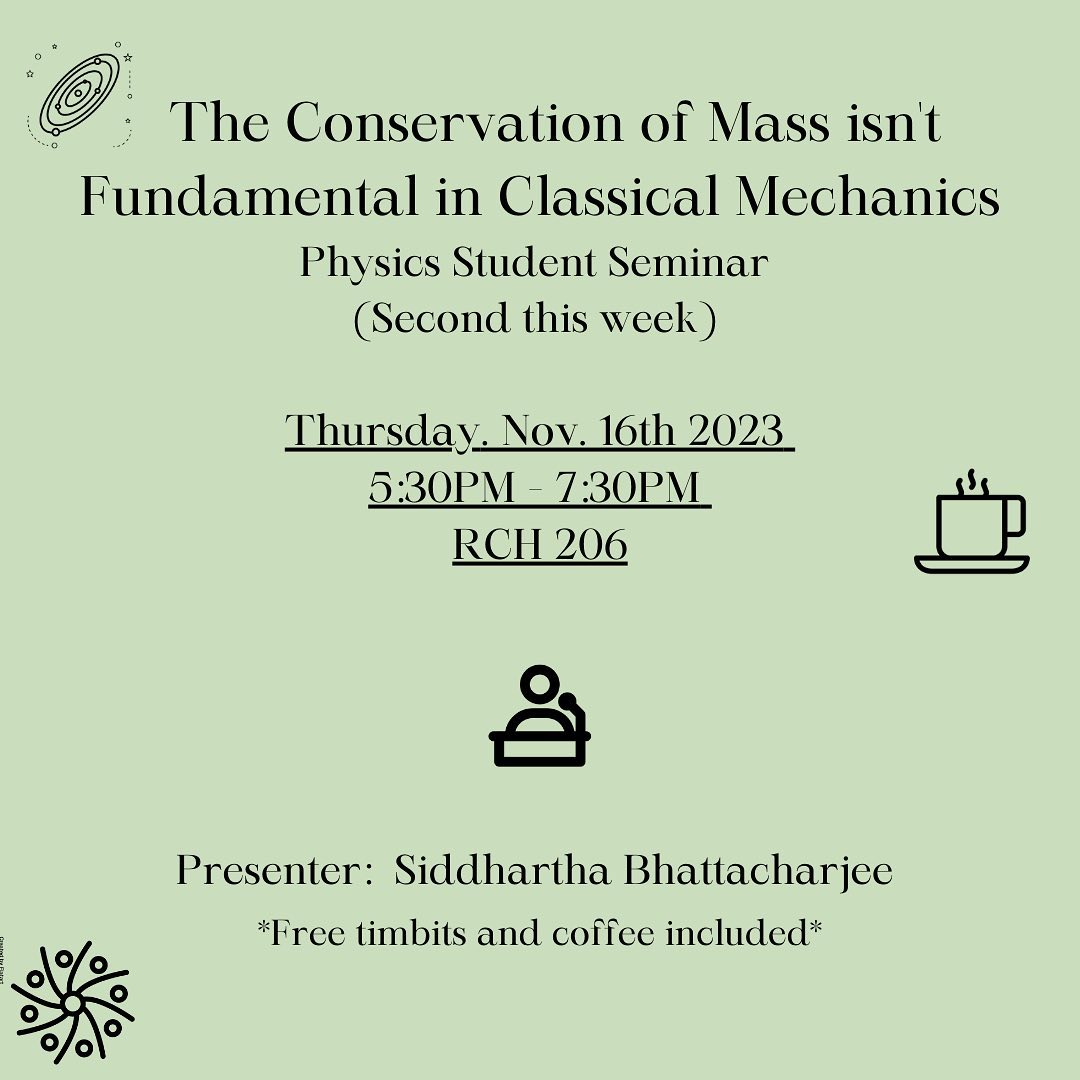 The Conservation of Mass isn't
Fundamental in Classical Mechanics
Physics Student Seminar
(Second this week)
Thursday. Nov. 16th 2023
5:30PM - 7:30PM
RCH 206
Presenter: Siddhartha Bhattacharjee
*Free timbits and coffee included*